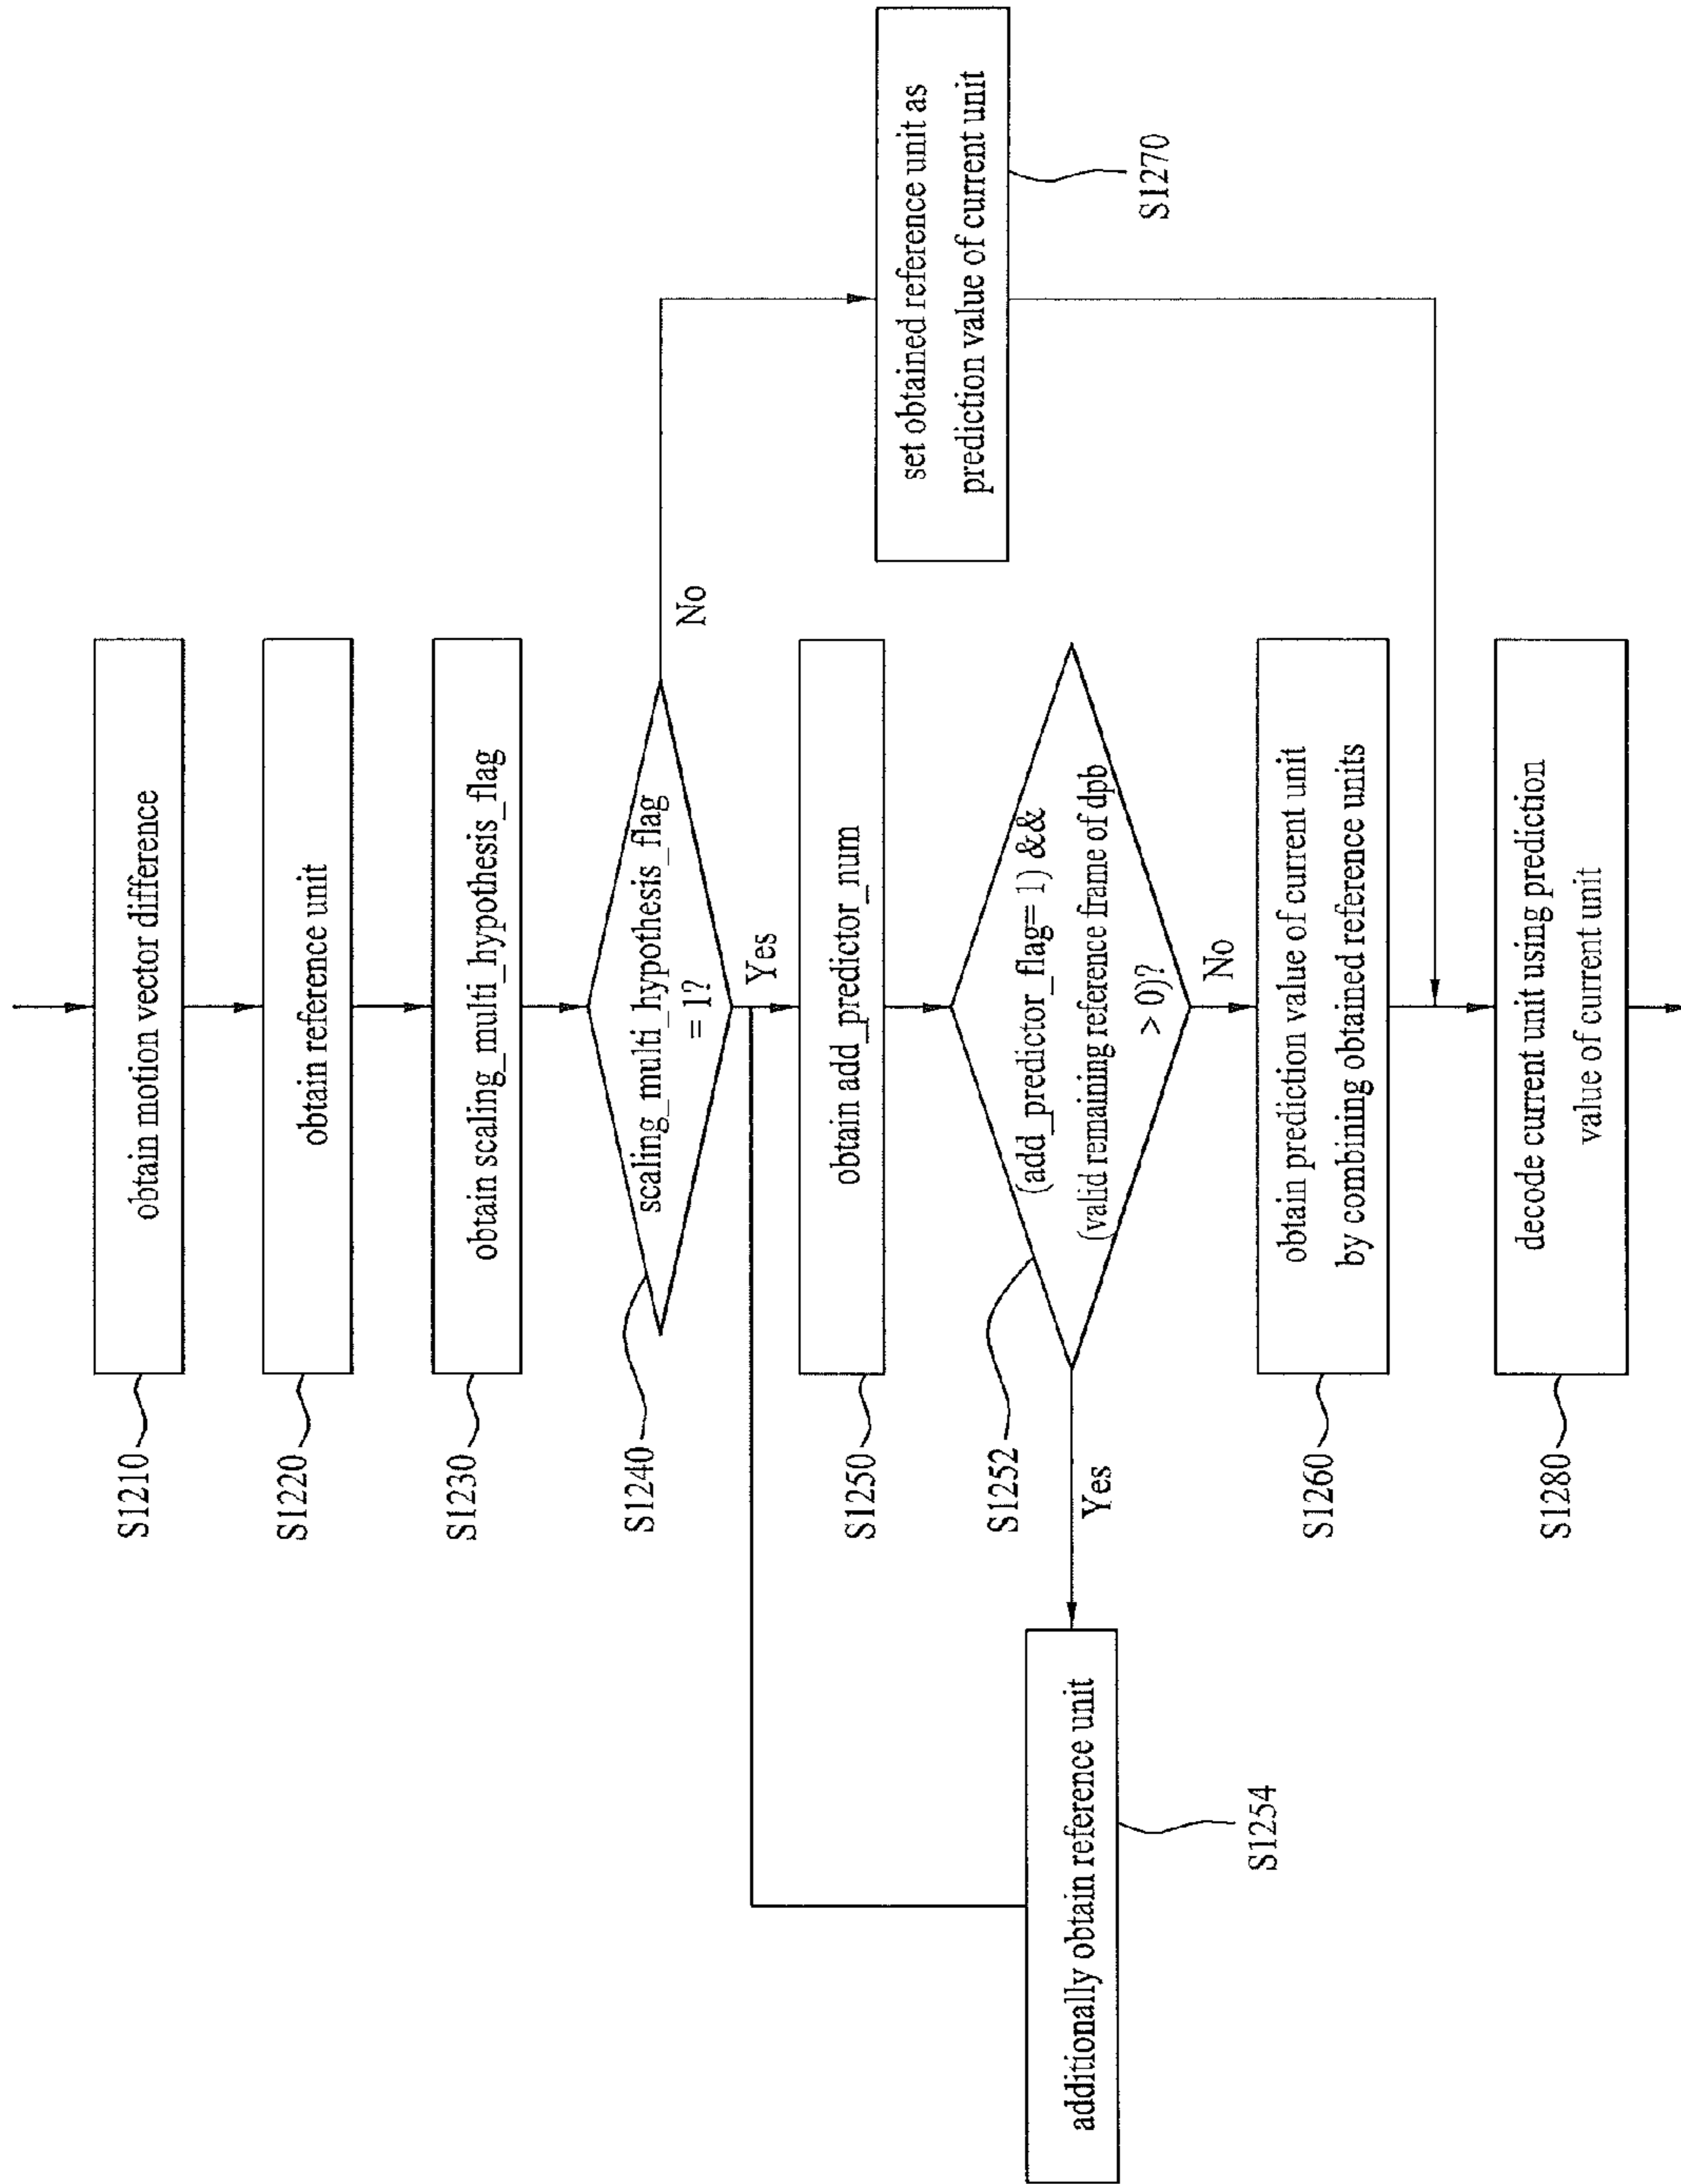 S1210
obtain motion vector difference
S1220
obtain reference unit
S1230
obtain scaling_multi_hypothesis_flag
S1240
scaling_multi_hypothesis_flag
= 1?
No
Yes
set obtained reference unit as
prediction value of current unit
S1270
S1250
obtain add_predictor_num
S1252
(add_predictor_flag= 1) &&
(valid remaining reference frame of dpb
> 0)?
Yes
No
additionally obtain reference unit
S1254
S1260
obtain prediction value of current unit
by combining obtained reference units
S1280
decode current unit using prediction
value of current unit